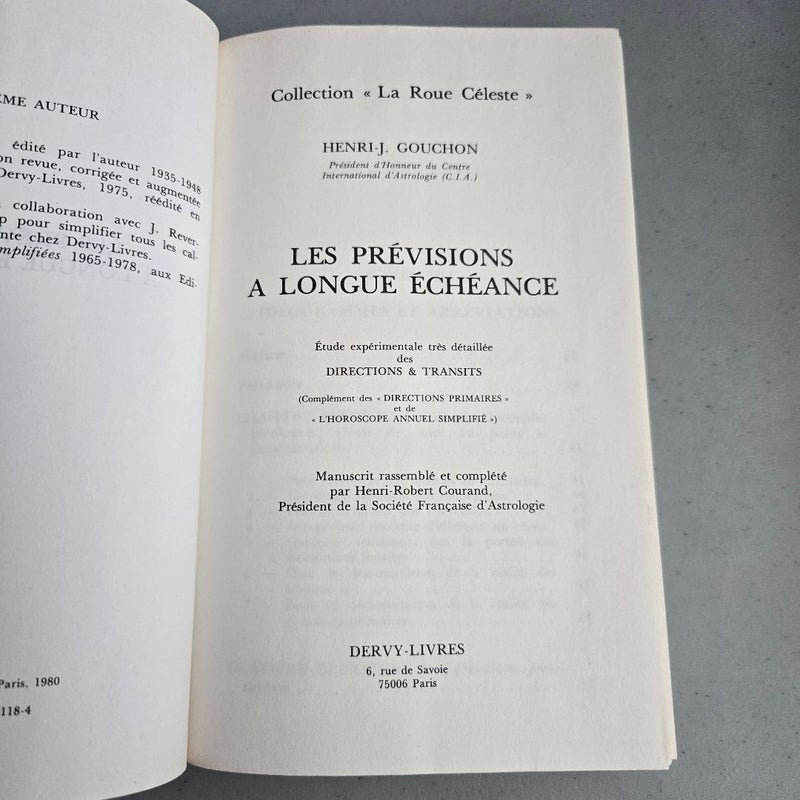 EME AUTEUR
édité par l'auteur 1935-1948
on revue, corrigée et augmentée
Dervy-Livres, 1975, réédité en
collaboration avec J. Rever-
p pour simplifier tous les cal-
nte chez Dervy-Livres.
mplifiées 1965-1978, aux Edi-
Paris, 1980
118-4
Collection « La Roue Céleste »
HENRI-J. GOUCHON
Président d'Honneur du Centre
International d'Astrologie (C.I.A.)
LES PRÉVISIONS
A LONGUE ÉCHÉANCE
Étude expérimentale très détaillée
des
DIRECTIONS & TRANSITS
(Complément des « DIRECTIONS PRIMAIRES »
et de
« L'HOROSCOPE ANNUEL SIMPLIFIÉ »)
Manuscrit rassemblé et complété
par Henri-Robert Courand,
Président de la Société Française d'Astrologie
DERVY-LIVRES
6, rue de Savoie
75006 Paris